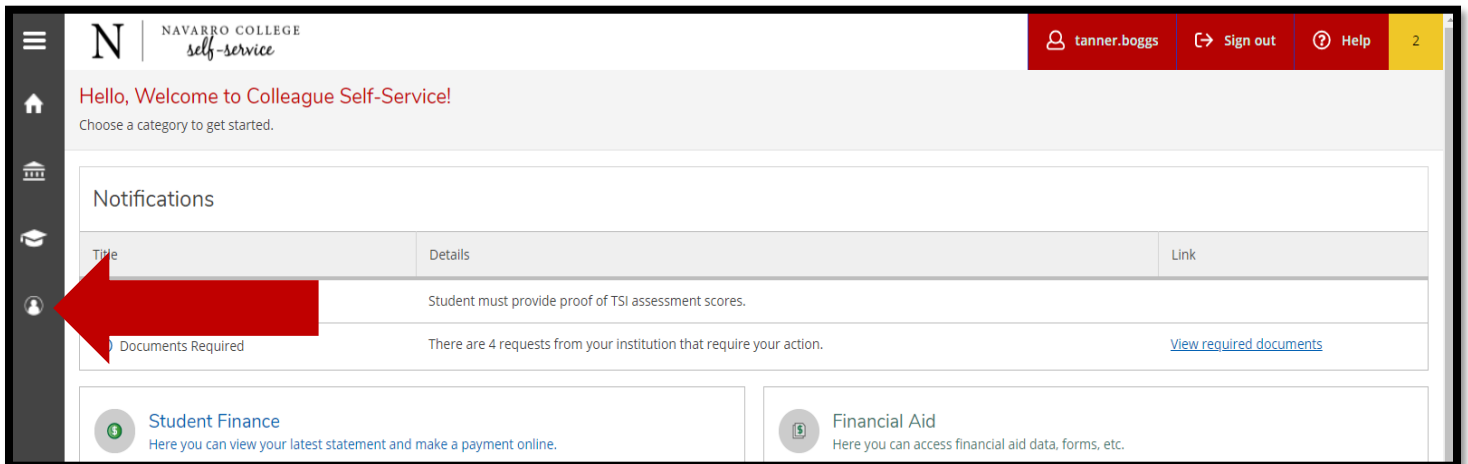 N NAVARRO COLLEGE
self-service
tanner.boggs Sign out Help 2
Hello, Welcome to Colleague Self-Service!
Choose a category to get started.
Notifications
Title Details Link
Student must provide proof of TSI assessment scores.
Documents Required There are 4 requests from your institution that require your action. View required documents
Student Finance
Here you can view your latest statement and make a payment online.
Financial Aid
Here you can access financial aid data, forms, etc.